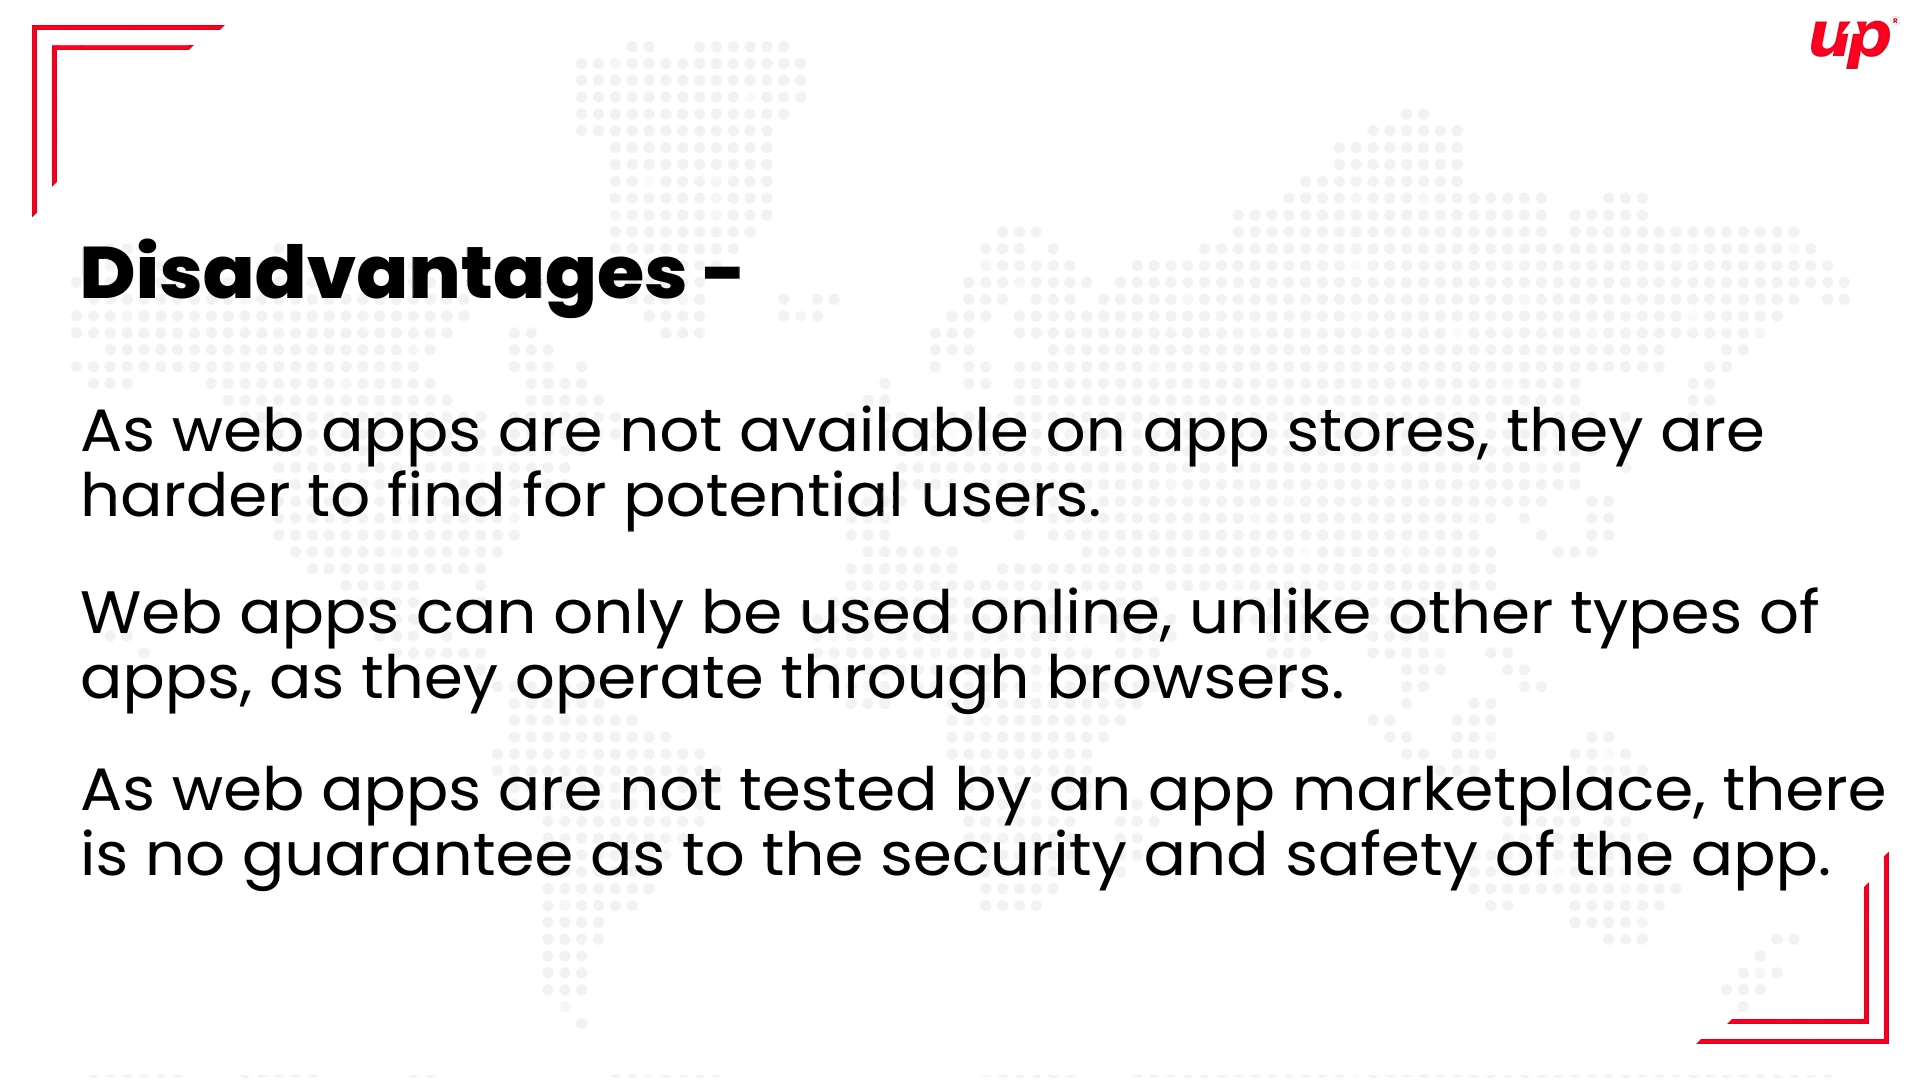 up
Disadvantages -
As web apps are not available on app stores, they are
harder to find for potential users.
Web apps can only be used online, unlike other types of
apps, as they operate through browsers.
As web apps are not tested by an app marketplace, there
is no guarantee as to the security and safety of the app.